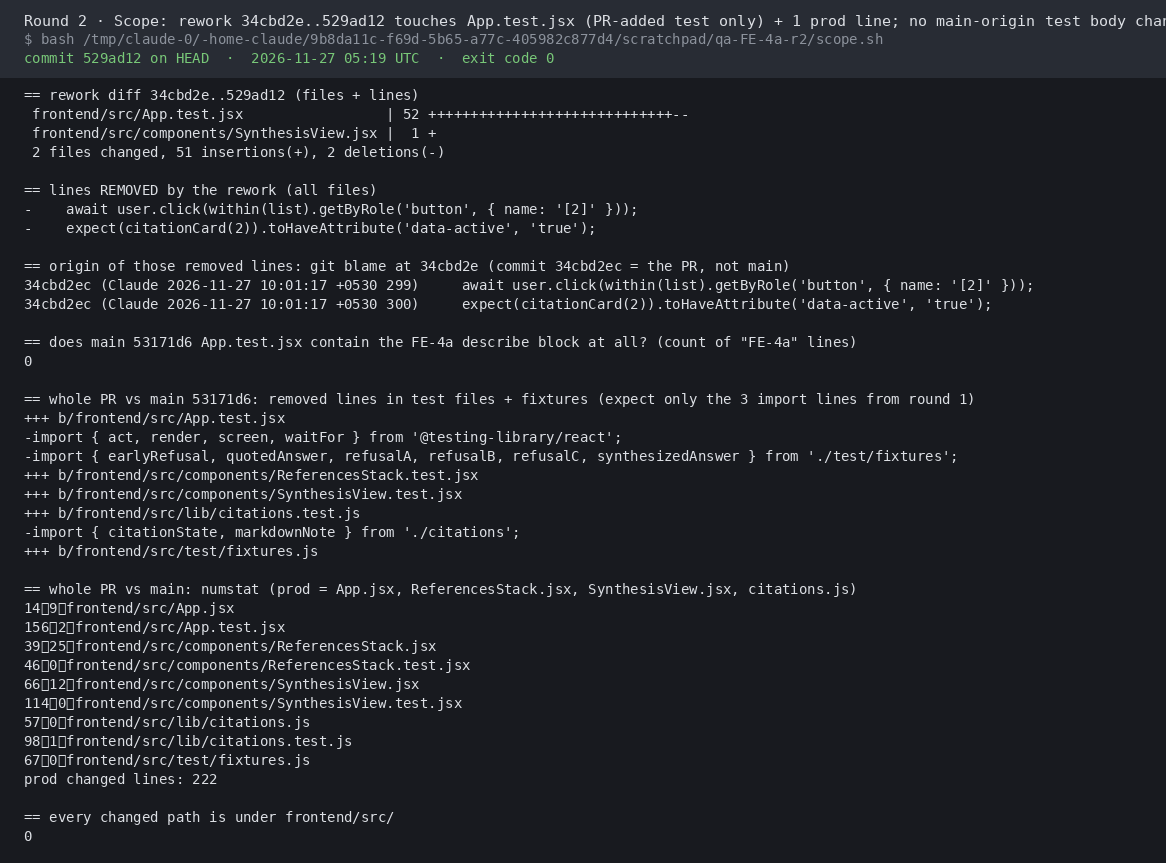 Round 2 · Scope: rework 34cbd2e..529ad12 touches App.test.jsx (PR-added test only) + 1 prod line; no main-origin test body
$ bash /tmp/claude-0/-home-claude/9b8da11c-f69d-5b65-a77c-405982c877d4/scratchpad/qa-FE-4a-r2/scope.sh
commit 529ad12 on HEAD · 2026-11-27 05:19 UTC · exit code 0
== rework diff 34cbd2e..529ad12 (files + lines)
frontend/src/App.test.jsx | 52 +++++++++++++++++++++++++++++--
frontend/src/components/SynthesisView.jsx | 1 +
2 files changed, 51 insertions(+), 2 deletions(-)
== lines REMOVED by the rework (all files)
- await user.click(within(list).getByRole('button', { name: '[2]' }));
- expect(citationCard(2)).toHaveAttribute('data-active', 'true');
== origin of those removed lines: git blame at 34cbd2e (commit 34cbd2ec = the PR, not main)
34cbd2ec (Claude 2026-11-27 10:01:17 +0530 299) await user.click(within(list).getByRole('button', { name: '[2]' }));
34cbd2ec (Claude 2026-11-27 10:01:17 +0530 300) expect(citationCard(2)).toHaveAttribute('data-active', 'true');
== does main 53171d6 App.test.jsx contain the FE-4a describe block at all? (count of "FE-4a" lines)
0
== whole PR vs main 53171d6: removed lines in test files + fixtures (expect only the 3 import lines from round 1)
+++ b/frontend/src/App.test.jsx
-import { act, render, screen, waitFor } from '@testing-library/react';
-import { earlyRefusal, quotedAnswer, refusalA, refusalB, refusalC, synthesizedAnswer } from './test/fixtures';
+++ b/frontend/src/components/ReferencesStack.test.jsx
+++ b/frontend/src/components/SynthesisView.test.jsx
+++ b/frontend/src/lib/citations.test.js
-import { citationState, markdownNote } from './citations';
+++ b/frontend/src/test/fixtures.js
== whole PR vs main: numstat (prod = App.jsx, ReferencesStack.jsx, SynthesisView.jsx, citations.js)
14 9 frontend/src/App.jsx
156 2 frontend/src/App.test.jsx
39 25 frontend/src/components/ReferencesStack.jsx
46 0 frontend/src/components/ReferencesStack.test.jsx
66 12 frontend/src/components/SynthesisView.jsx
114 0 frontend/src/components/SynthesisView.test.jsx
57 0 frontend/src/lib/citations.js
98 1 frontend/src/lib/citations.test.js
67 0 frontend/src/test/fixtures.js
prod changed lines: 222
== every changed path is under frontend/src/
0